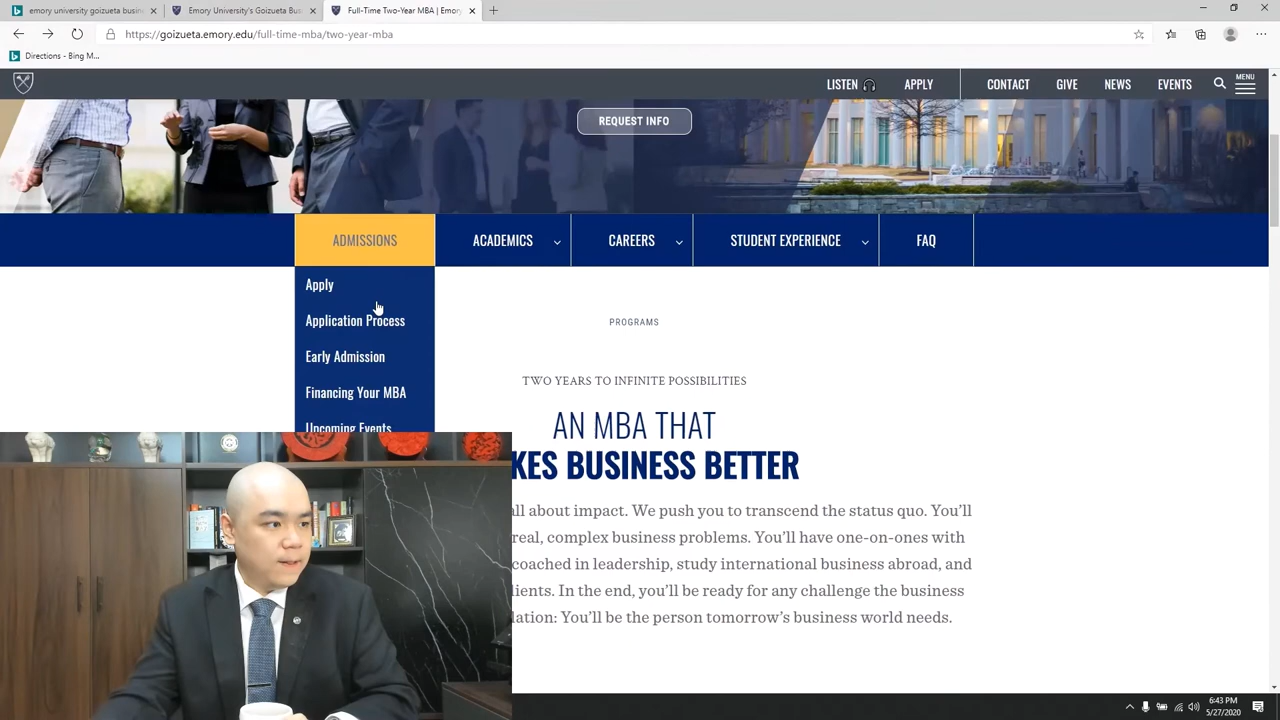 emory university goizueta busin
Emory University's Goizueta Busin
Full-Time Two-Year MBA | Emory
https://goizueta.emory.edu/full-time-mba/two-year-mba
Directions - Bing M...
LISTEN APPLY CONTACT GIVE NEWS EVENTS MENU
REQUEST INFO
ADMISSIONS ACADEMICS CAREERS STUDENT EXPERIENCE FAQ
Apply
Application Process
Early Admission
Financing Your MBA
Upcoming Events
PROGRAMS
TWO YEARS TO INFINITE POSSIBILITIES
AN MBA THAT
KES BUSINESS BETTER
all about impact. We push you to transcend the status quo. You'll
real, complex business problems. You'll have one-on-ones with
coached in leadership, study international business abroad, and
lients. In the end, you'll be ready for any challenge the business
lation: You'll be the person tomorrow's business world needs.
6:43 PM
5/27/2020